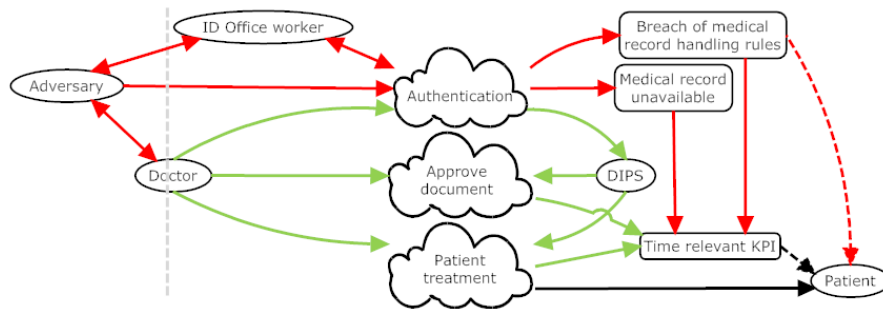 ID Office worker
Breach of medical
record handling rules
Adversary
Authentication
Medical record
unavailable
Doctor
Approve
document
DIPS
Patient
treatment
Time relevant KPI
Patient